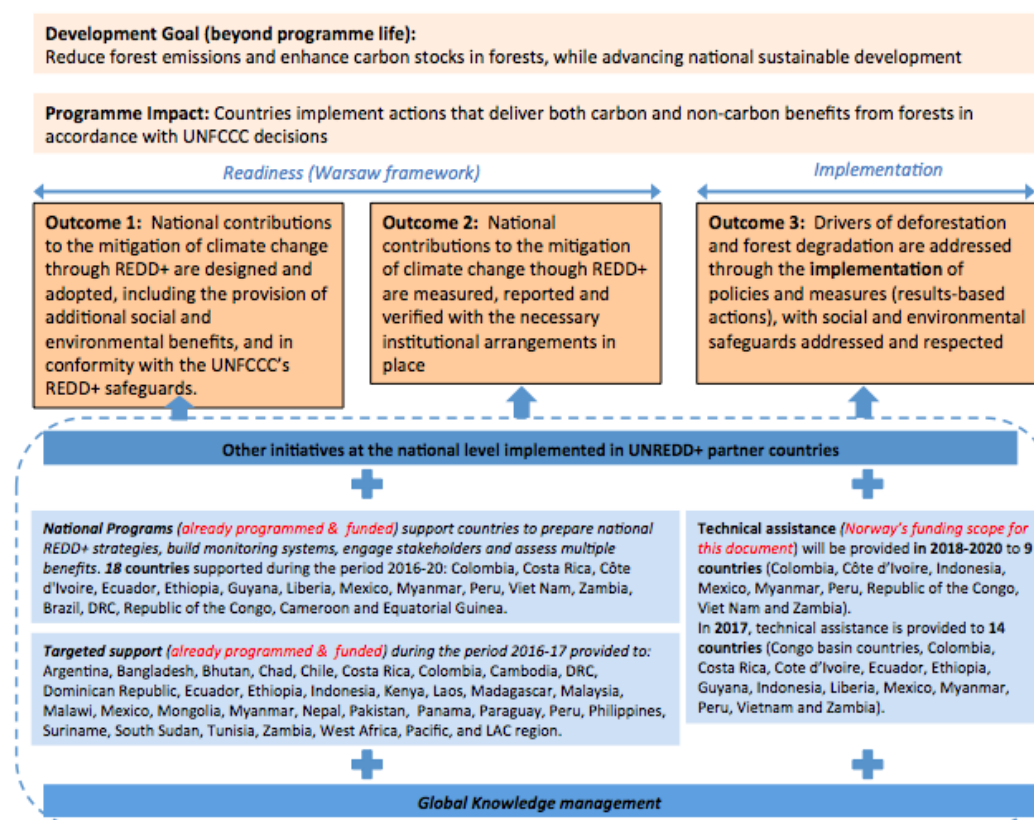 Development Goal (beyond programme life):
Reduce forest emissions and enhance carbon stocks in forests, while advancing national sustainable development
Programme Impact: Countries implement actions that deliver both carbon and non-carbon benefits from forests in
accordance with UNFCCC decisions
Readiness (Warsaw framework)
Implementation
Outcome 1: National contributions
to the mitigation of climate change
through REDD+ are designed and
adopted, including the provision of
additional social and
environmental benefits, and in
conformity with the UNFCCC's
REDD+ safeguards.
Outcome 2: National
contributions to the mitigation
of climate change though REDD+
are measured, reported and
verified with the necessary
institutional arrangements in
place
Outcome 3: Drivers of deforestation
and forest degradation are addressed
through the implementation of
policies and measures (results-based
actions), with social and environmental
safeguards addressed and respected
Other initiatives at the national level implemented in UNREDD+ partner countries
National Programs (already programmed & funded) support countries to prepare national
REDD+ strategies, build monitoring systems, engage stakeholders and assess multiple
benefits. 18 countries supported during the period 2016-20: Colombia, Costa Rica, Côte
d'Ivoire, Ecuador, Ethiopia, Guyana, Liberia, Mexico, Myanmar, Peru, Viet Nam, Zambia,
Brazil, DRC, Republic of the Congo, Cameroon and Equatorial Guinea.
Targeted support (already programmed & funded) during the period 2016-17 provided to:
Argentina, Bangladesh, Bhutan, Chad, Chile, Costa Rica, Colombia, Cambodia, DRC,
Dominican Republic, Ecuador, Ethiopia, Indonesia, Kenya, Laos, Madagascar, Malaysia,
Malawi, Mexico, Mongolia, Myanmar, Nepal, Pakistan, Panama, Paraguay, Peru, Philippines,
Suriname, South Sudan, Tunisia, Zambia, West Africa, Pacific, and LAC region.
Technical assistance (Norway's funding scope for
this document) will be provided in 2018-2020 to 9
countries (Colombia, Côte d'Ivoire, Indonesia,
Mexico, Myanmar, Peru, Republic of the Congo,
Viet Nam and Zambia).
In 2017, technical assistance is provided to 14
countries (Congo basin countries, Colombia,
Costa Rica, Cote d'Ivoire, Ecuador, Ethiopia,
Guyana, Indonesia, Liberia, Mexico, Myanmar,
Peru, Vietnam and Zambia).
Global Knowledge management